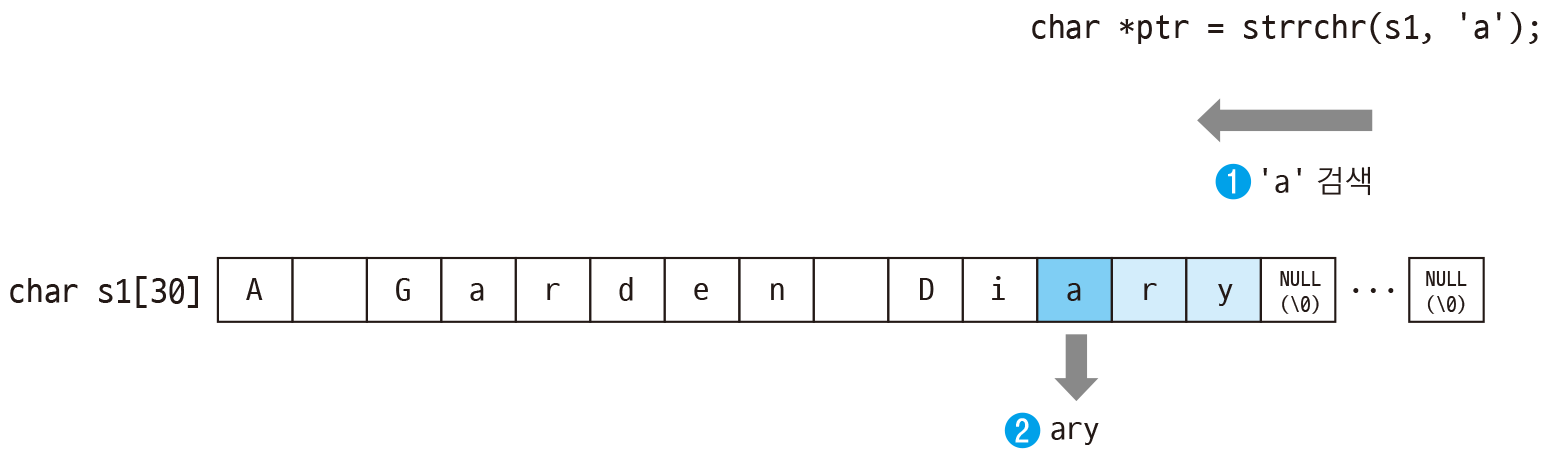 char *ptr = strrchr(s1, 'a');
1 'a' 검색
char s1[30] A G a r d e n D i a r y NULL (\0) ... NULL (\0)
2 ary